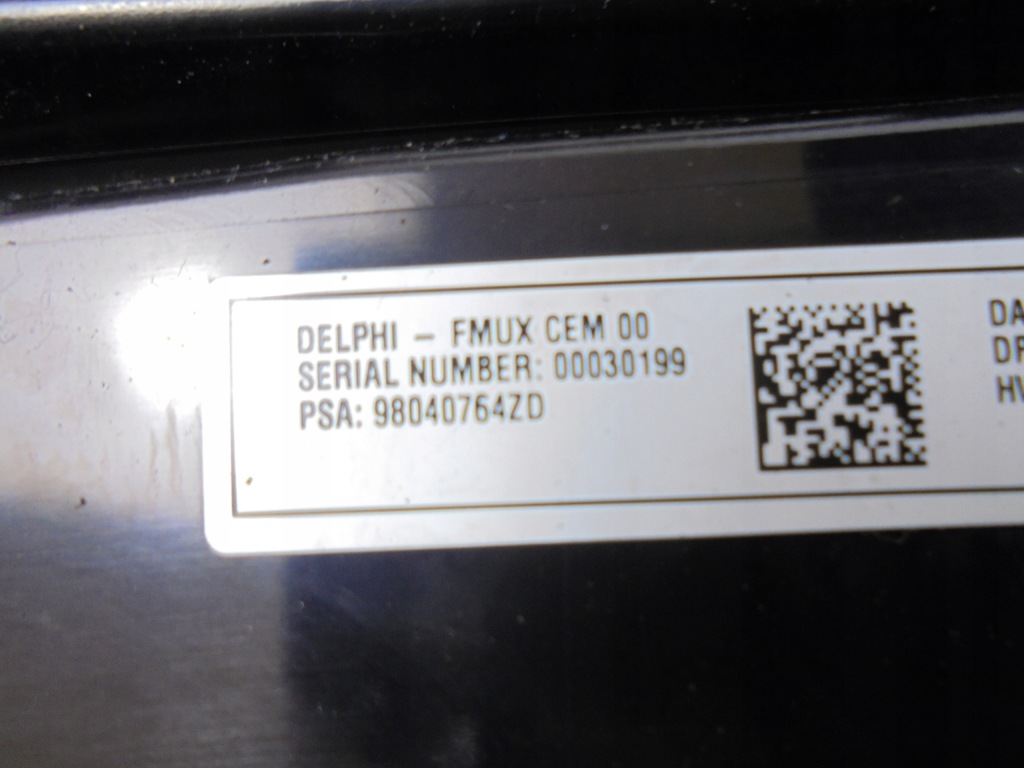 DELPHI – FMUX CEM 00
SERIAL NUMBER: 00030199
PSA: 98040764ZD